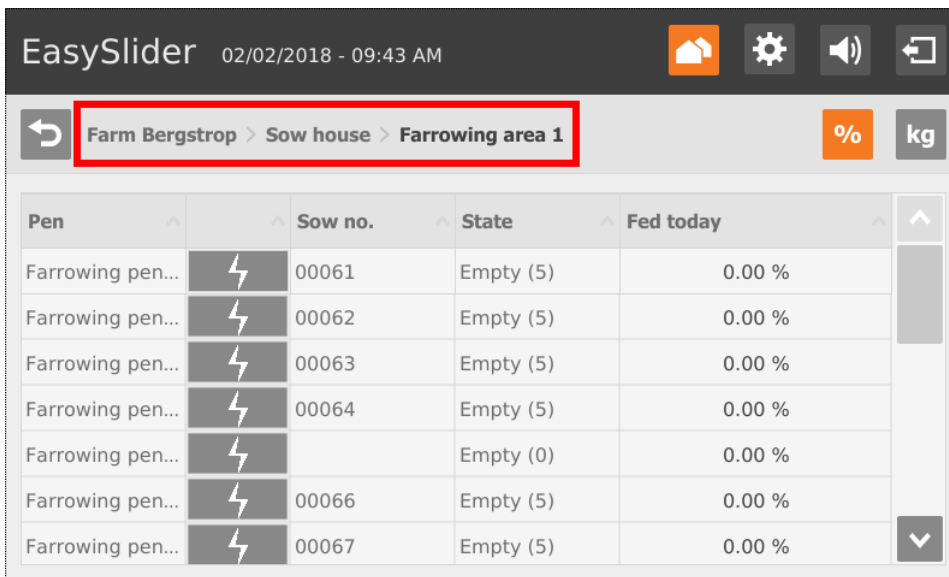 EasySlider 02/02/2018 - 09:43 AM
Farm Bergstrop > Sow house > Farrowing area 1 % kg
Pen Sow no. State Fed today
Farrowing pen... 00061 Empty (5) 0.00 %
Farrowing pen... 00062 Empty (5) 0.00 %
Farrowing pen... 00063 Empty (5) 0.00 %
Farrowing pen... 00064 Empty (5) 0.00 %
Farrowing pen... Empty (0) 0.00 %
Farrowing pen... 00066 Empty (5) 0.00 %
Farrowing pen... 00067 Empty (5) 0.00 %